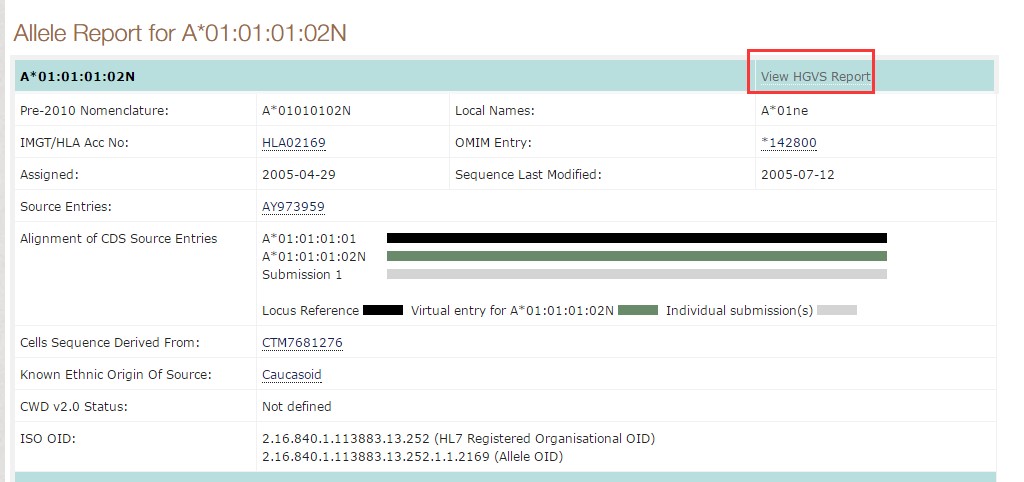 Allele Report for A*01:01:01:02N
A*01:01:01:02N View HGVS Report
Pre-2010 Nomenclature: A*01010102N Local Names: A*01ne
IMGT/HLA Acc No: HLA02169 OMIM Entry: *142800
Assigned: 2005-04-29 Sequence Last Modified: 2005-07-12
Source Entries: AY973959
Alignment of CDS Source Entries A*01:01:01:01
A*01:01:01:02N
Submission 1
Locus Reference Virtual entry for A*01:01:01:02N Individual submission(s)
Cells Sequence Derived From: CTM7681276
Known Ethnic Origin Of Source: Caucasoid
CWD v2.0 Status: Not defined
ISO OID: 2.16.840.1.113883.13.252 (HL7 Registered Organisational OID)
2.16.840.1.113883.13.252.1.1.2169 (Allele OID)